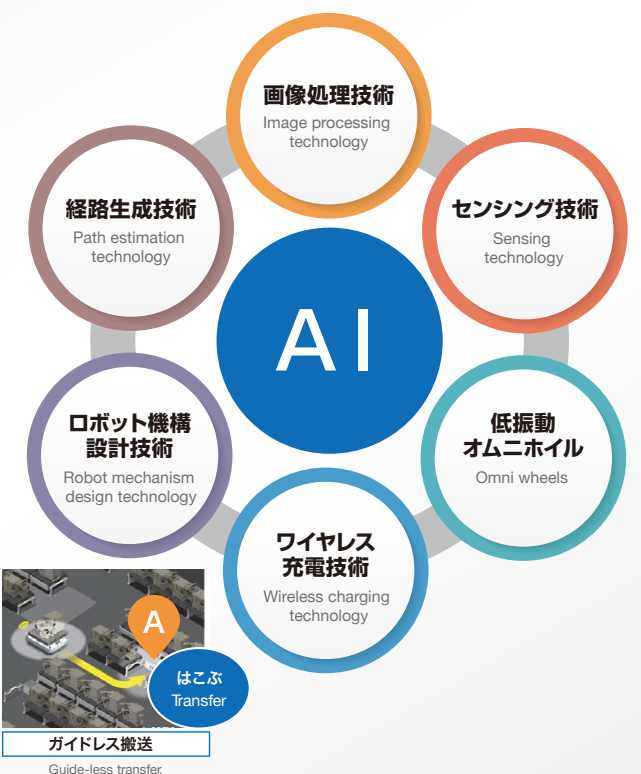 画像処理技術
Image processing
technology
経路生成技術
Path estimation
technology
センシング技術
Sensing
technology
AI
ロボット機構
設計技術
Robot mechanism
design technology
低振動
オムニホイル
Omni wheels
ワイヤレス
充電技術
Wireless charging
technology
A
はこぶ
Transfer
ガイドレス搬送
Guide-less transfer.